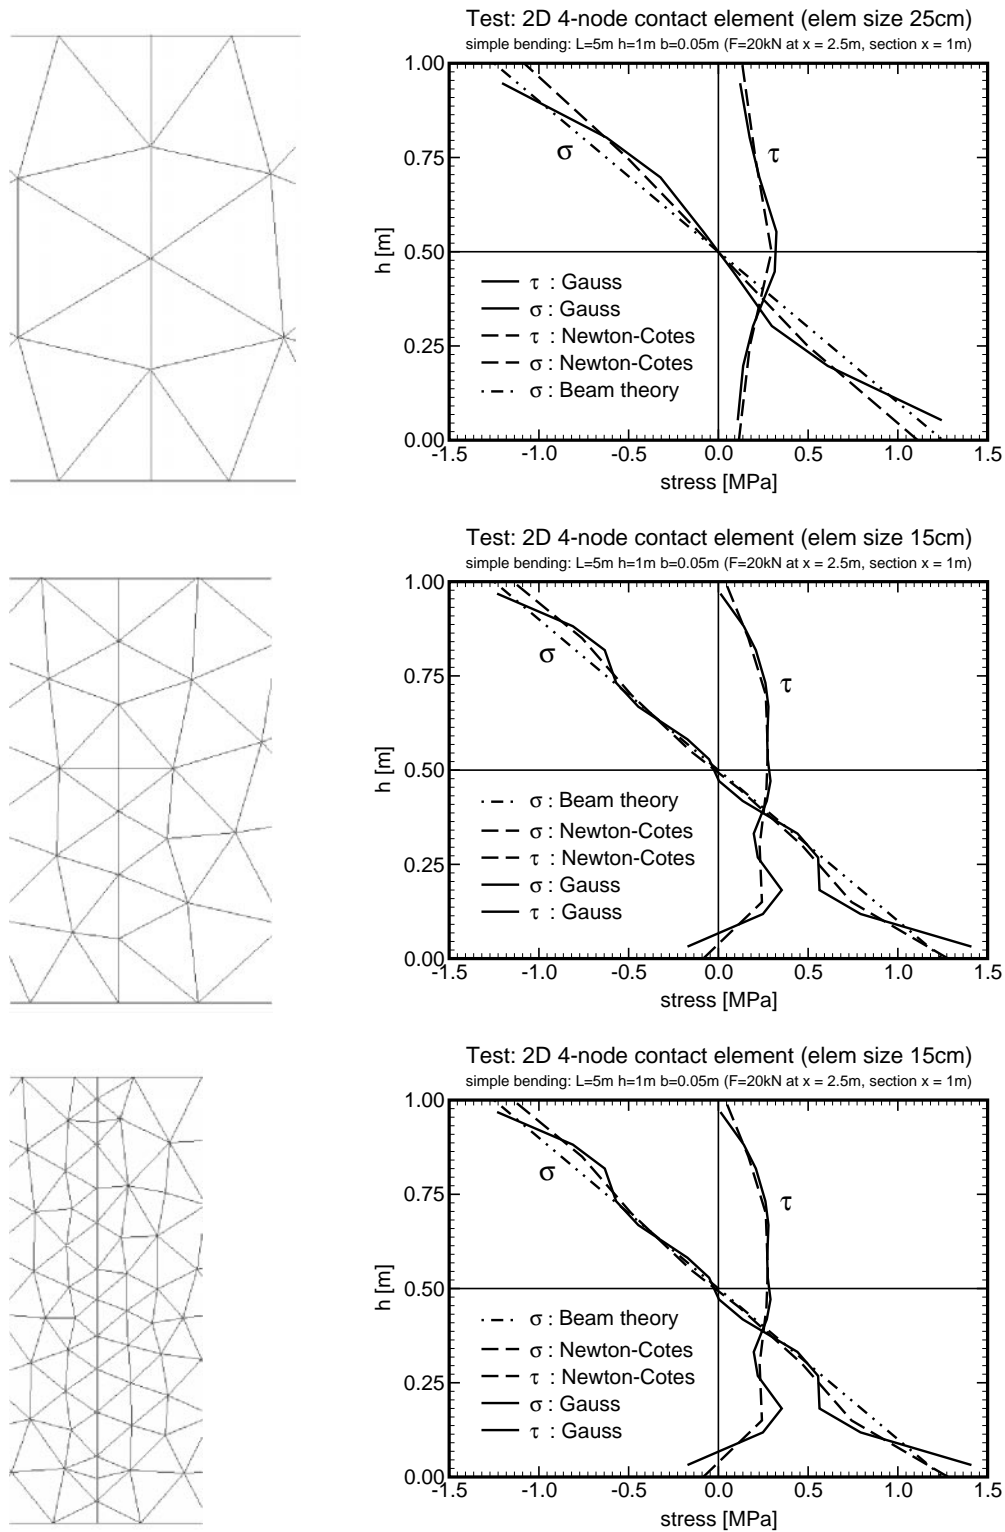 Test: 2D 4-node contact element (elem size 25cm)
simple bending: L=5m h=1m b=0.05m (F=20kN at x = 2.5m, section x = 1m)
1.00
0.75
0.50
0.25
0.00
h [m]
σ
τ
τ : Gauss
σ : Gauss
τ : Newton-Cotes
σ : Newton-Cotes
σ : Beam theory
-1.5 -1.0 -0.5 0.0 0.5 1.0 1.5
stress [MPa]
Test: 2D 4-node contact element (elem size 15cm)
simple bending: L=5m h=1m b=0.05m (F=20kN at x = 2.5m, section x = 1m)
1.00
0.75
0.50
0.25
0.00
h [m]
σ
τ
σ : Beam theory
σ : Newton-Cotes
τ : Newton-Cotes
σ : Gauss
τ : Gauss
-1.5 -1.0 -0.5 0.0 0.5 1.0 1.5
stress [MPa]
Test: 2D 4-node contact element (elem size 15cm)
simple bending: L=5m h=1m b=0.05m (F=20kN at x = 2.5m, section x = 1m)
1.00
0.75
0.50
0.25
0.00
h [m]
σ
τ
σ : Beam theory
σ : Newton-Cotes
τ : Newton-Cotes
σ : Gauss
τ : Gauss
-1.5 -1.0 -0.5 0.0 0.5 1.0 1.5
stress [MPa]